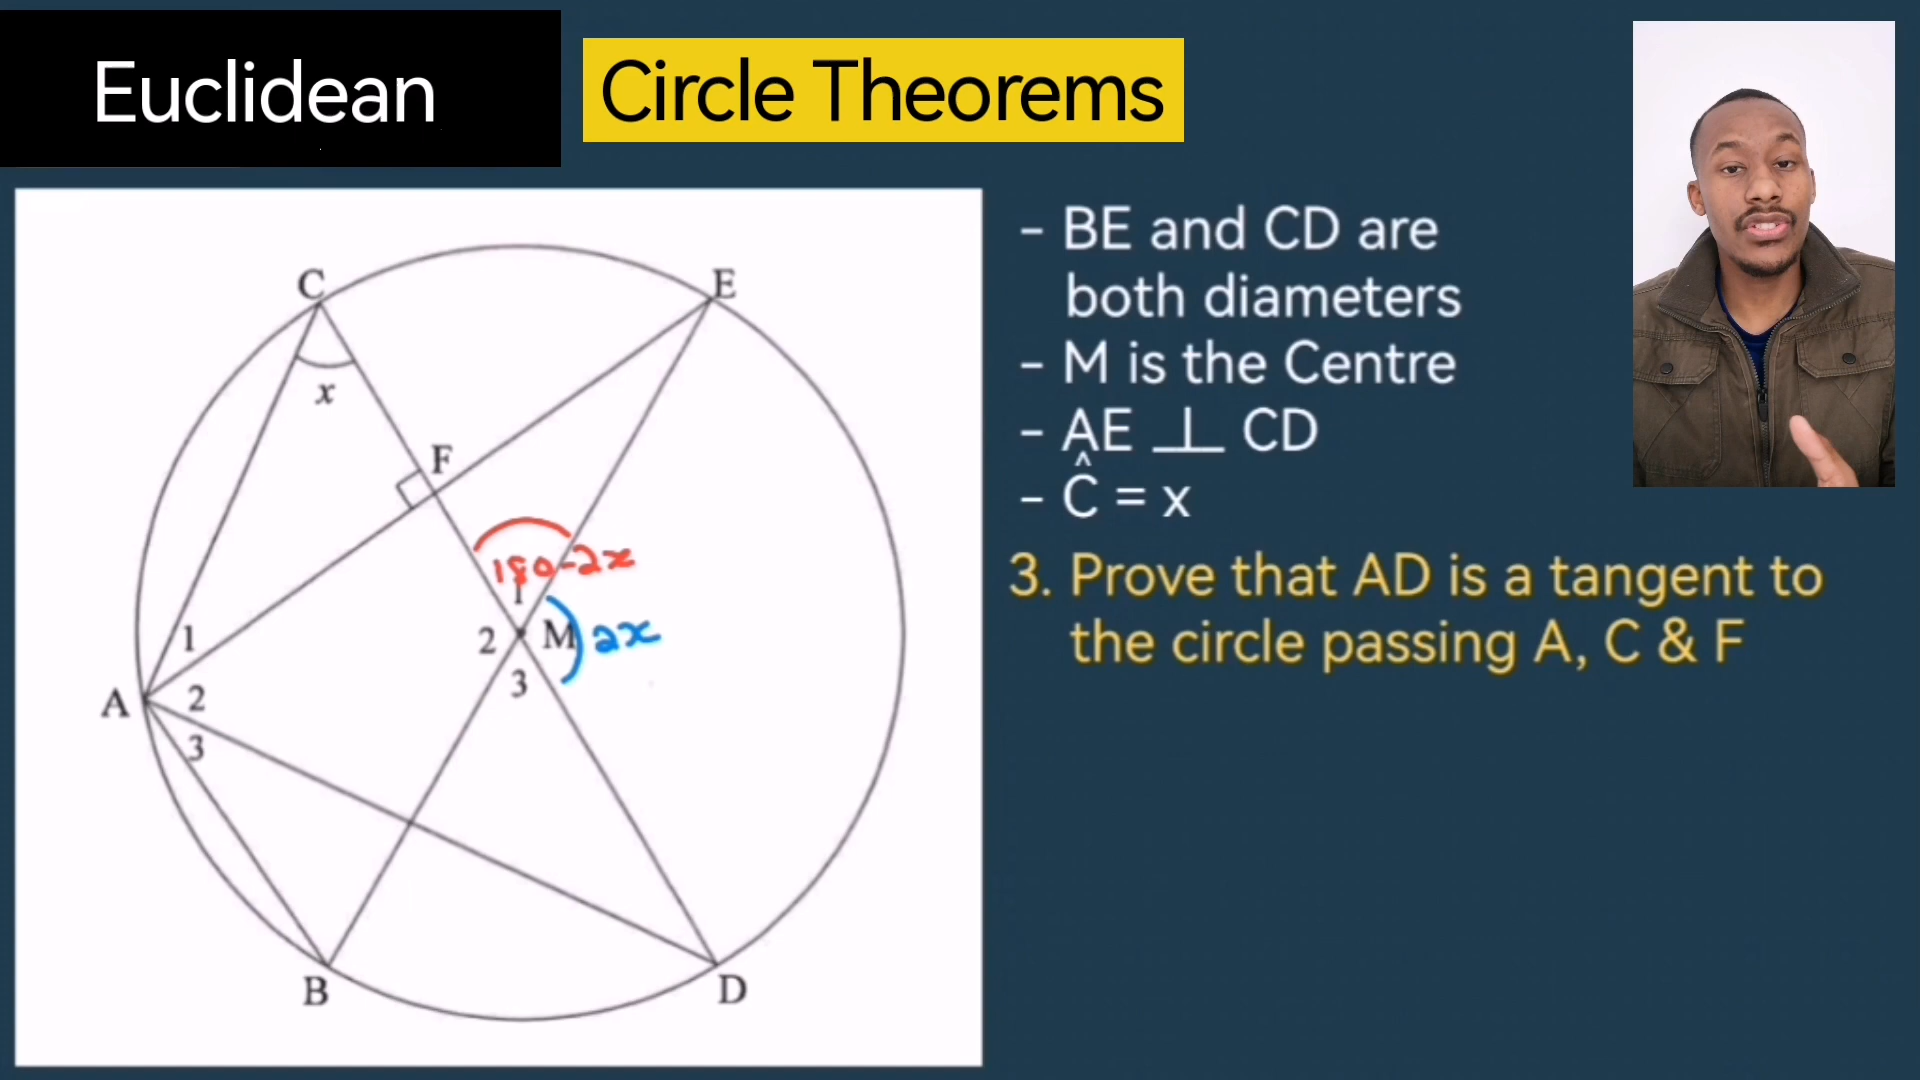 Euclidean
Circle Theorems
- BE and CD are
both diameters
- M is the Centre
- AE ⊥ CD
- Ĉ = x
3. Prove that AD is a tangent to
the circle passing A, C & F
C
E
x
F
180-2x
1
2 M 2x
3
1
A 2
3
B
D